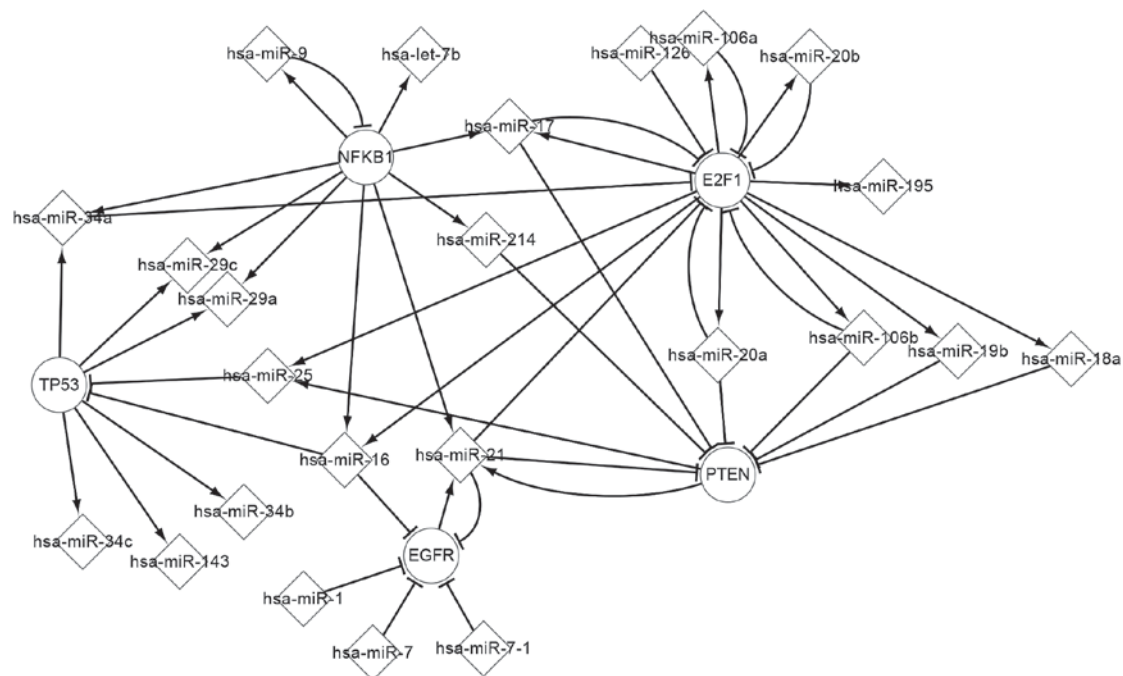 hsa-miR-106a
hsa-miR-9
hsa-let-7b
hsa-miR-126
hsa-miR-20b
hsa-miR-17
NFKB1
E2F1
hsa-miR-195
hsa-miR-34a
hsa-miR-214
hsa-miR-29c
hsa-miR-29a
hsa-miR-106b
hsa-miR-20a
hsa-miR-19b
hsa-miR-18a
TP53
hsa-miR-25
hsa-miR-16
hsa-miR-21
PTEN
hsa-miR-34b
hsa-miR-34c
hsa-miR-143
EGFR
hsa-miR-1
hsa-miR-7
hsa-miR-7-1